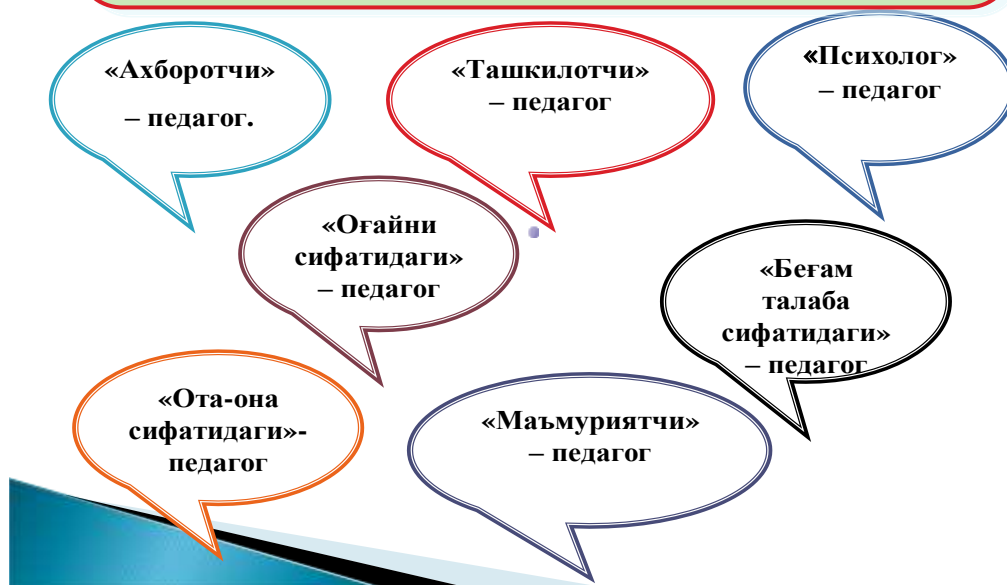 «Ахборотчи»
– педагог.
«Ташкилотчи»
– педагог
«Психолог»
– педагог
«Оғайни
сифатидаги»
– педагог
«Беғам
талаба
сифатидаги»
– педагог
«Ота-она
сифатидаги»-
педагог
«Маъмуриятчи»
– педагог